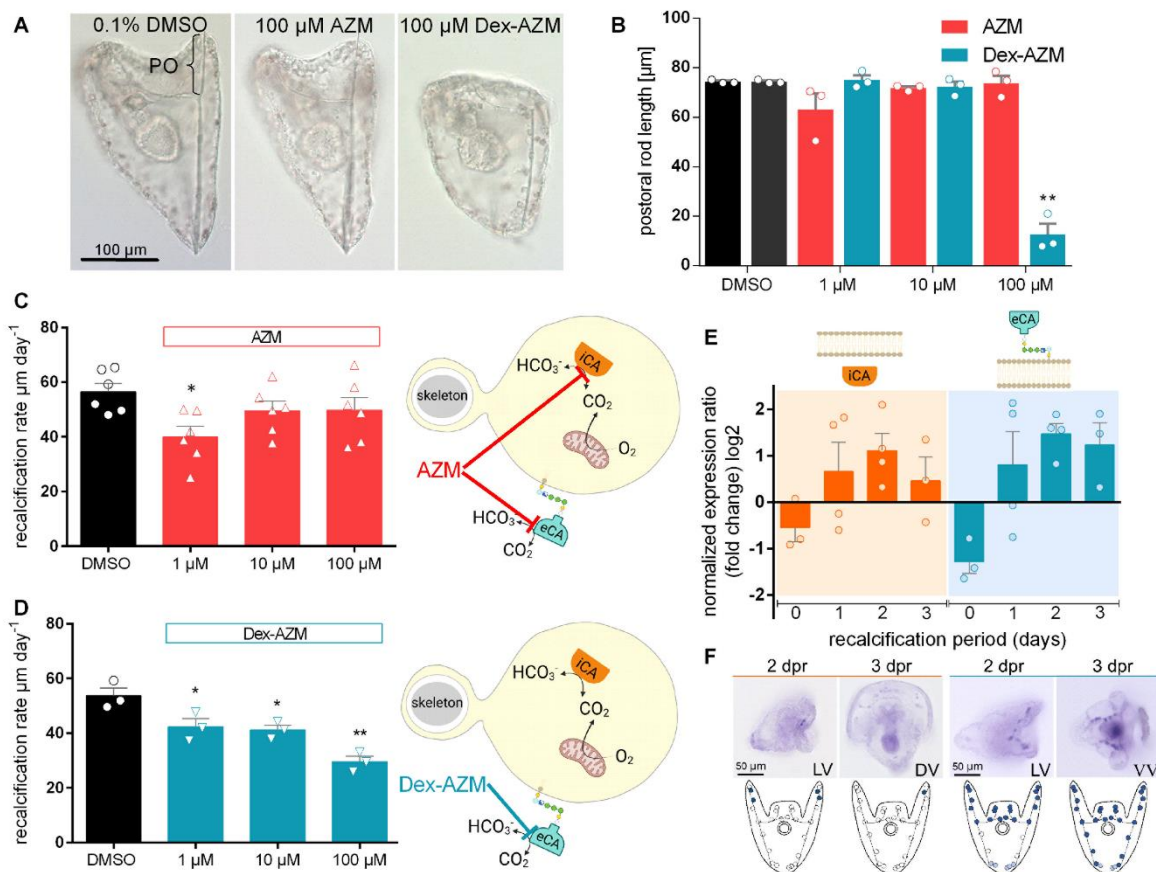 A
0.1% DMSO
100 µM AZM
100 µM Dex-AZM
PO
100 µm
B
AZM
Dex-AZM
postoral rod length [µm]
100
80
60
40
20
0
**
DMSO
1 µM
10 µM
100 µM
C
AZM
recalcification rate µm day-1
80
60
40
20
0
*
DMSO
1 µM
10 µM
100 µM
skeleton
iCA
HCO3-
CO2
O2
AZM
HCO3-
eCA
CO2
D
Dex-AZM
recalcification rate µm day-1
80
60
40
20
0
*
*
**
DMSO
1 µM
10 µM
100 µM
skeleton
iCA
HCO3-
CO2
O2
Dex-AZM
HCO3-
eCA
CO2
E
iCA
eCA
normalized expression ratio
(fold change) log2
2
1
0
-1
-2
0 1 2 3 0 1 2 3
recalcification period (days)
F
2 dpr
3 dpr
2 dpr
3 dpr
50 µm
LV
DV
50 µm
LV
VV